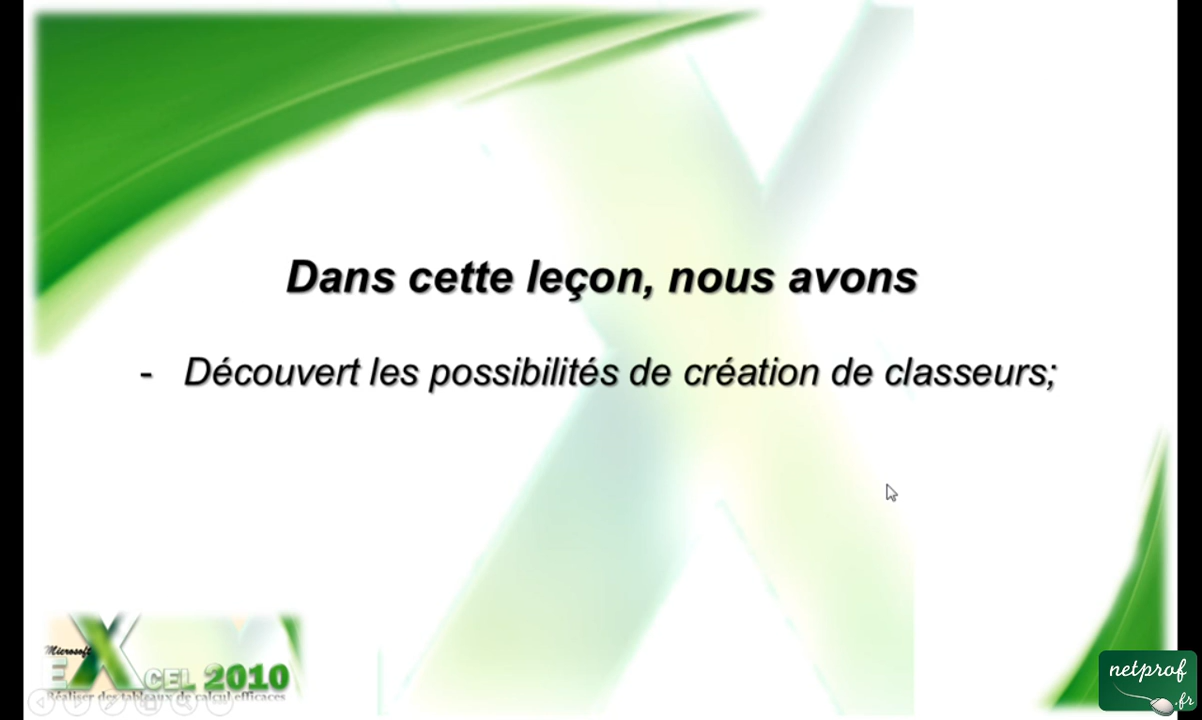 Dans cette leçon, nous avons
- Découvert les possibilités de création de classeurs;
Microsoft
EXCEL 2010
Réaliser des tableaux de calcul efficaces
netprof
.fr